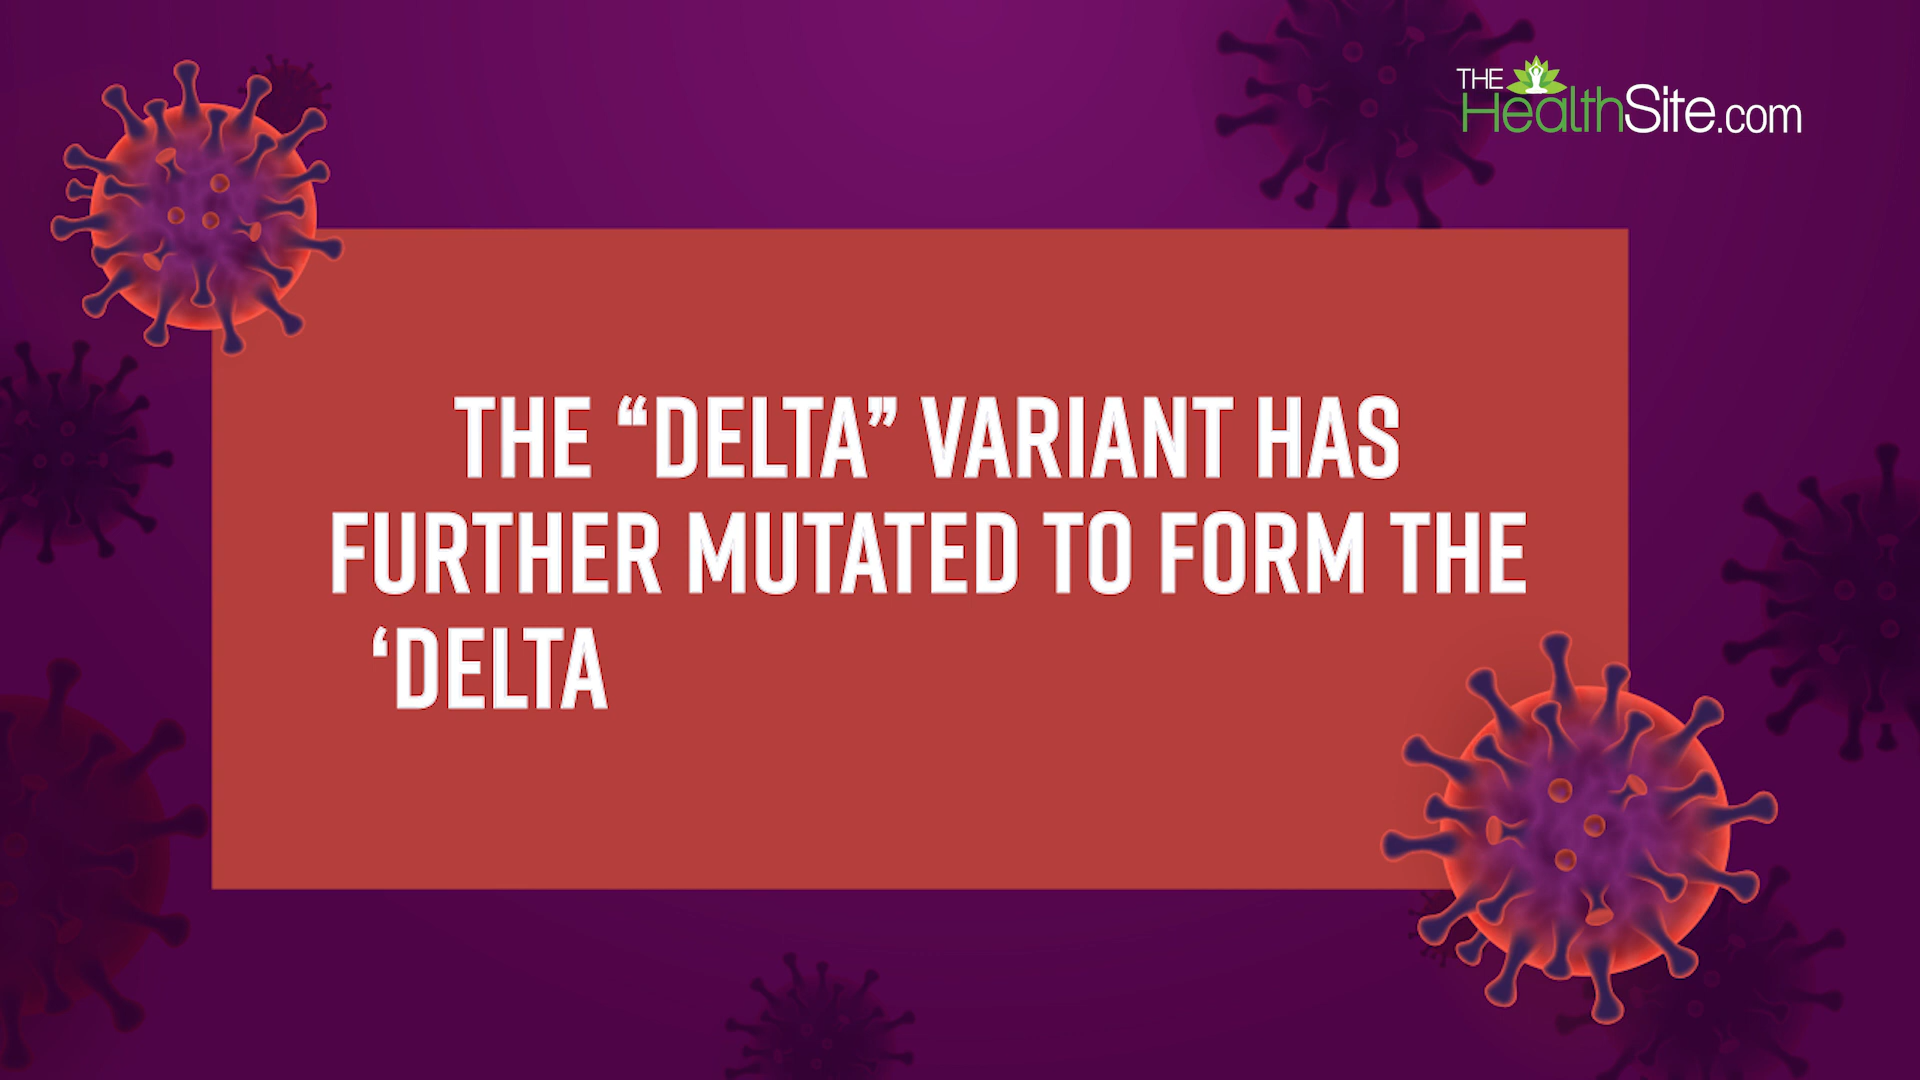 THE
HealthSite.com
THE “DELTA” VARIANT HAS
FURTHER MUTATED TO FORM THE
‘DELTA